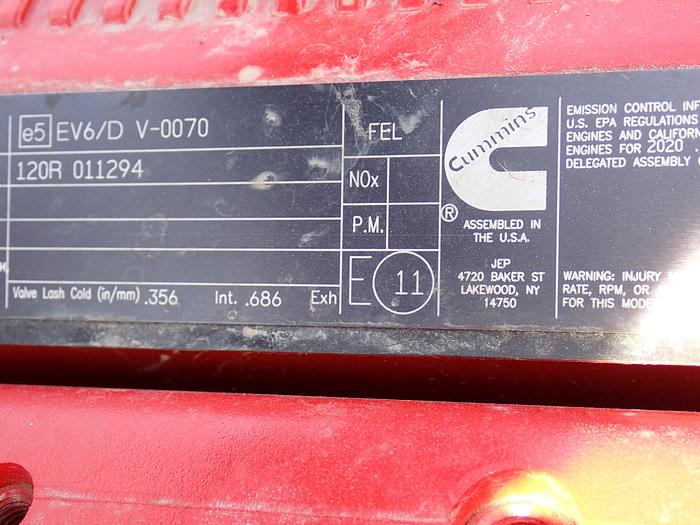 e5 EV6/D V-0070
120R 011294
Valve Lash Cold (in/mm) .356 Int. .686 Exh
FEL
NOx
P.M.
E 11
Cummins
®
ASSEMBLED IN
THE U.S.A.
JEP
4720 BAKER ST
LAKEWOOD, NY
14750
EMISSION CONTROL INF
U.S. EPA REGULATIONS
ENGINES AND CALIFORN
ENGINES FOR 2020 .
DELEGATED ASSEMBLY
WARNING: INJURY
RATE, RPM, OR
FOR THIS MODE